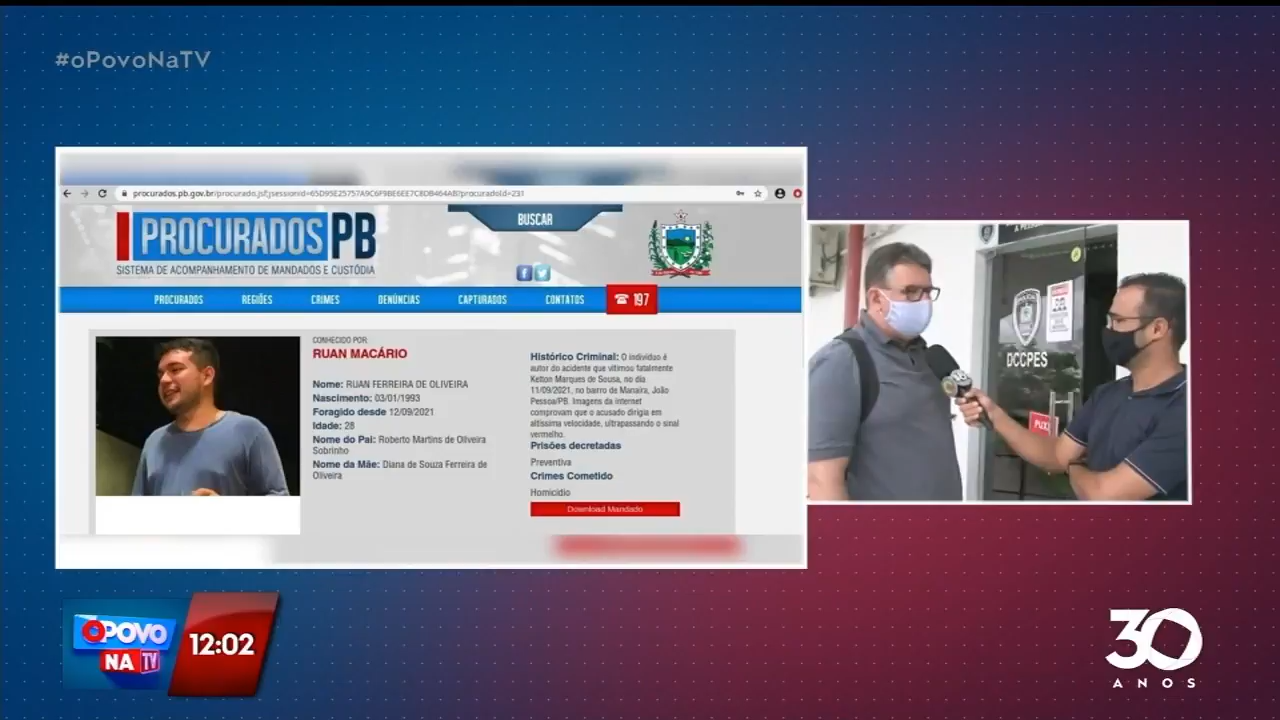 #oPovoNaTV
procurados.pb.gov.br/procurado.jsf;jsessionid=65D95E25757A9C6F9BE6EE7C8DB464AB?procuradoId=231
PROCURADOS PB
SISTEMA DE ACOMPANHAMENTO DE MANDADOS E CUSTÓDIA
BUSCAR
PROCURADOS REGIÕES CRIMES DENÚNCIAS CAPTURADOS CONTATOS 197
CONHECIDO POR:
RUAN MACÁRIO
Nome: RUAN FERREIRA DE OLIVEIRA
Nascimento: 03/01/1993
Foragido desde 12/09/2021
Idade: 28
Nome do Pai: Roberto Martins de Oliveira
Sobrinho
Nome da Mãe: Diana de Souza Ferreira de
Oliveira
Histórico Criminal: O indivíduo é
autor do acidente que vitimou fatalmente
Kelton Marques de Sousa, no dia
11/09/2021, no bairro de Manaíra, João
Pessoa/PB. Imagens da internet
comprovam que o acusado dirigia em
altíssima velocidade, ultrapassando o sinal
vermelho.
Prisões decretadas
Preventiva
Crimes Cometido
Homicídio
Download Mandado
DCCPES
PUX
O POVO
NA TV
12:02
30
ANOS